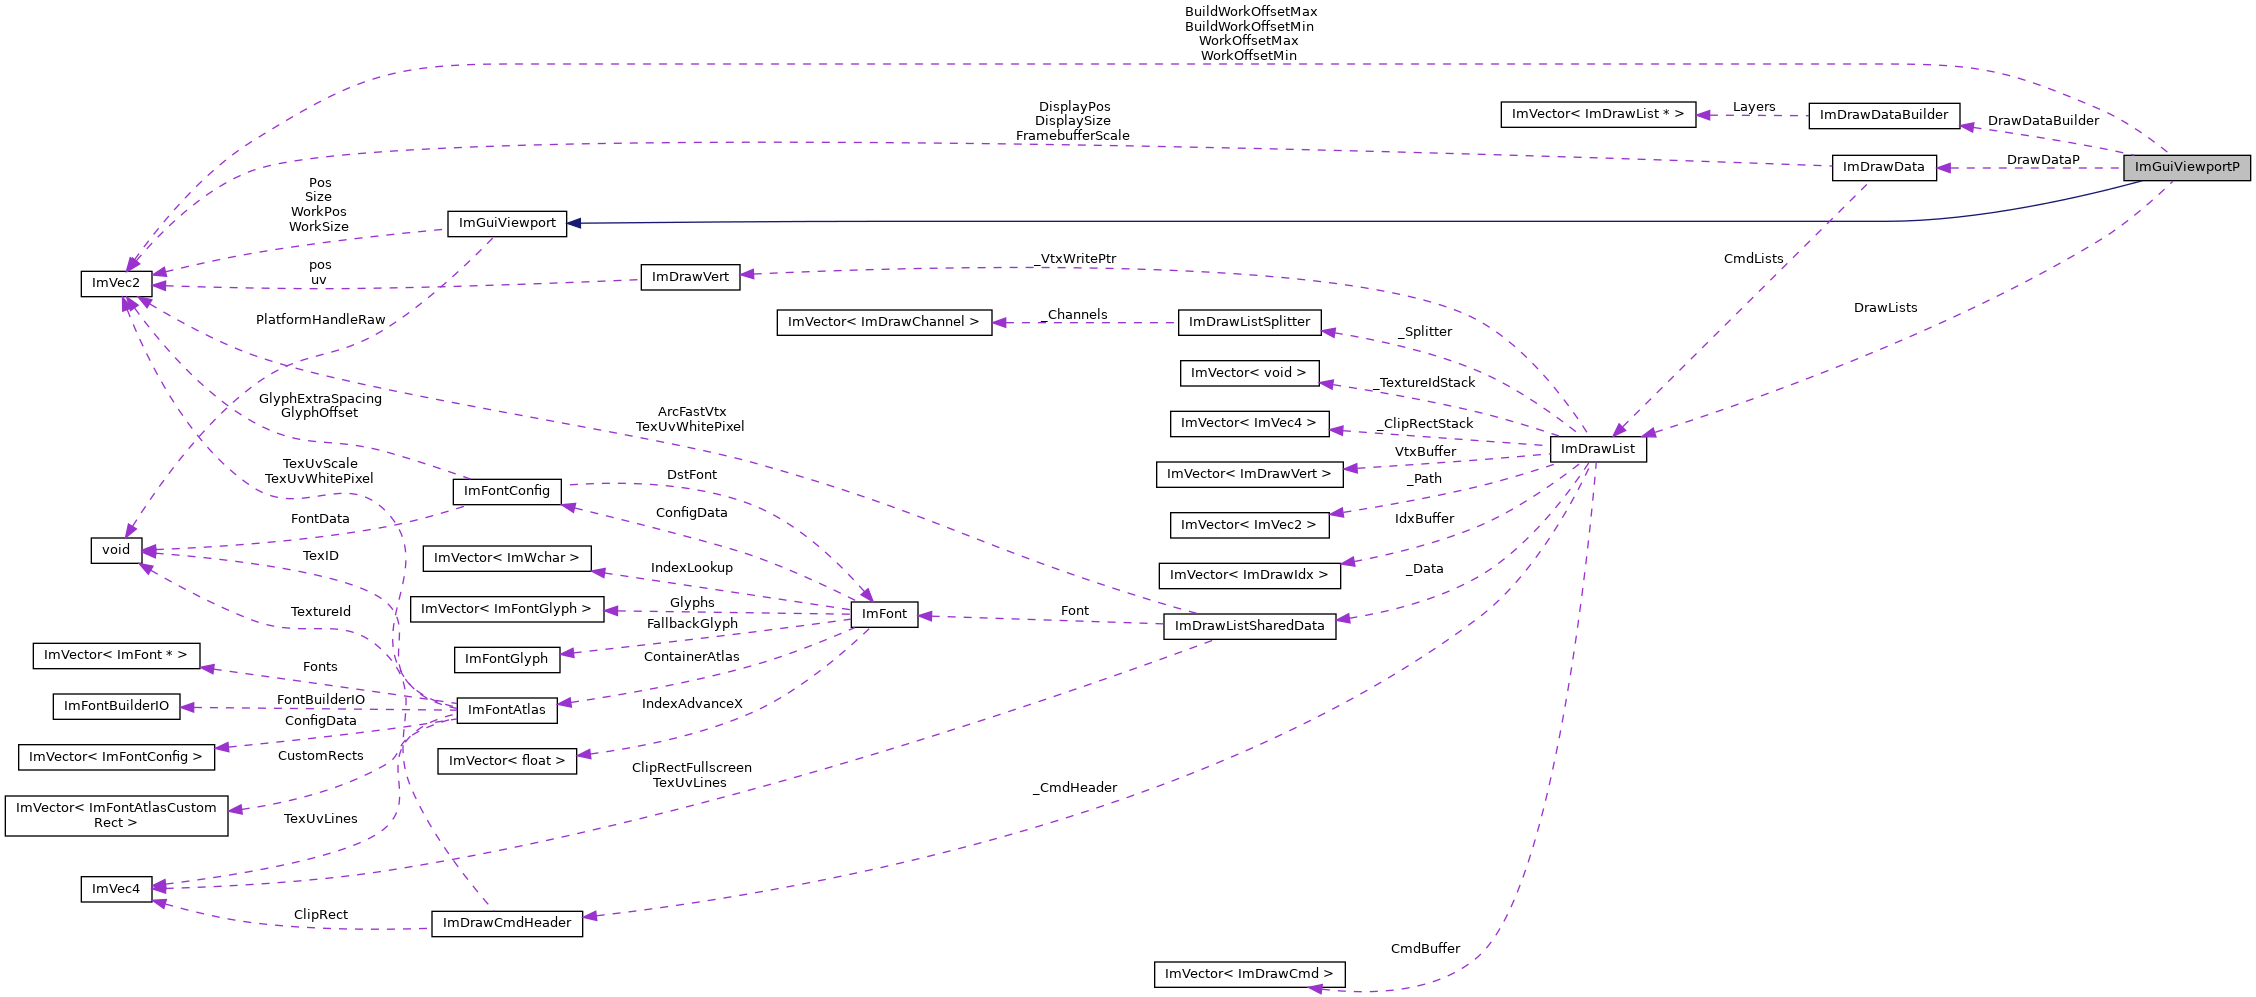 BuildWorkOffsetMax
BuildWorkOffsetMin
WorkOffsetMax
WorkOffsetMin
DisplayPos
DisplaySize
FramebufferScale
ImVector< ImDrawList * >
Layers
ImDrawDataBuilder
DrawDataBuilder
ImDrawData
DrawDataP
ImGuiViewportP
Pos
Size
WorkPos
WorkSize
ImGuiViewport
pos
uv
ImVec2
ImDrawVert
_VtxWritePtr
CmdLists
DrawLists
PlatformHandleRaw
ImVector< ImDrawChannel >
_Channels
ImDrawListSplitter
_Splitter
ImVector< void >
_TextureIdStack
GlyphExtraSpacing
GlyphOffset
ArcFastVtx
TexUvWhitePixel
ImVector< ImVec4 >
_ClipRectStack
ImDrawList
VtxBuffer
ImVector< ImDrawVert >
_Path
TexUvScale
TexUvWhitePixel
DstFont
ImFontConfig
ConfigData
FontData
ImVector< ImVec2 >
IdxBuffer
void
TexID
ImVector< ImWchar >
IndexLookup
ImVector< ImDrawIdx >
_Data
TextureId
ImVector< ImFontGlyph >
Glyphs
ImFont
Font
FallbackGlyph
ImDrawListSharedData
ImVector< ImFont * >
Fonts
ImFontGlyph
ContainerAtlas
ImFontBuilderIO
FontBuilderIO
ImFontAtlas
IndexAdvanceX
ConfigData
ImVector< ImFontConfig >
CustomRects
ImVector< float >
ClipRectFullscreen
TexUvLines
_CmdHeader
ImVector< ImFontAtlasCustom
Rect >
TexUvLines
ImVec4
ClipRect
ImDrawCmdHeader
CmdBuffer
ImVector< ImDrawCmd >